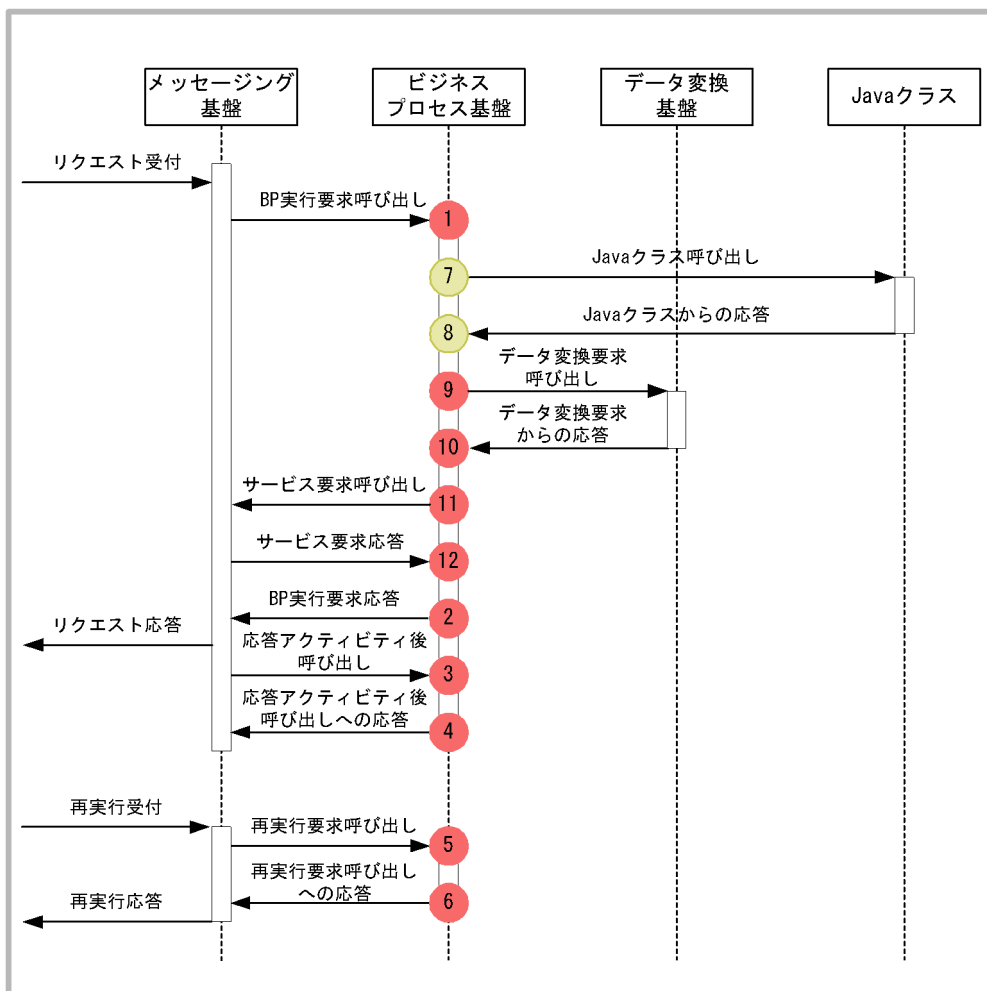 メッセージング
基盤
ビジネス
プロセス基盤
データ変換
基盤
Javaクラス
リクエスト受付
BP実行要求呼び出し
1
7
Javaクラス呼び出し
8
Javaクラスからの応答
データ変換要求
呼び出し
9
データ変換要求
からの応答
10
サービス要求呼び出し
11
サービス要求応答
12
BP実行要求応答
2
リクエスト応答
応答アクティビティ後
呼び出し
3
応答アクティビティ後
呼び出しへの応答
4
再実行受付
再実行要求呼び出し
5
再実行要求呼び出し
への応答
6
再実行応答